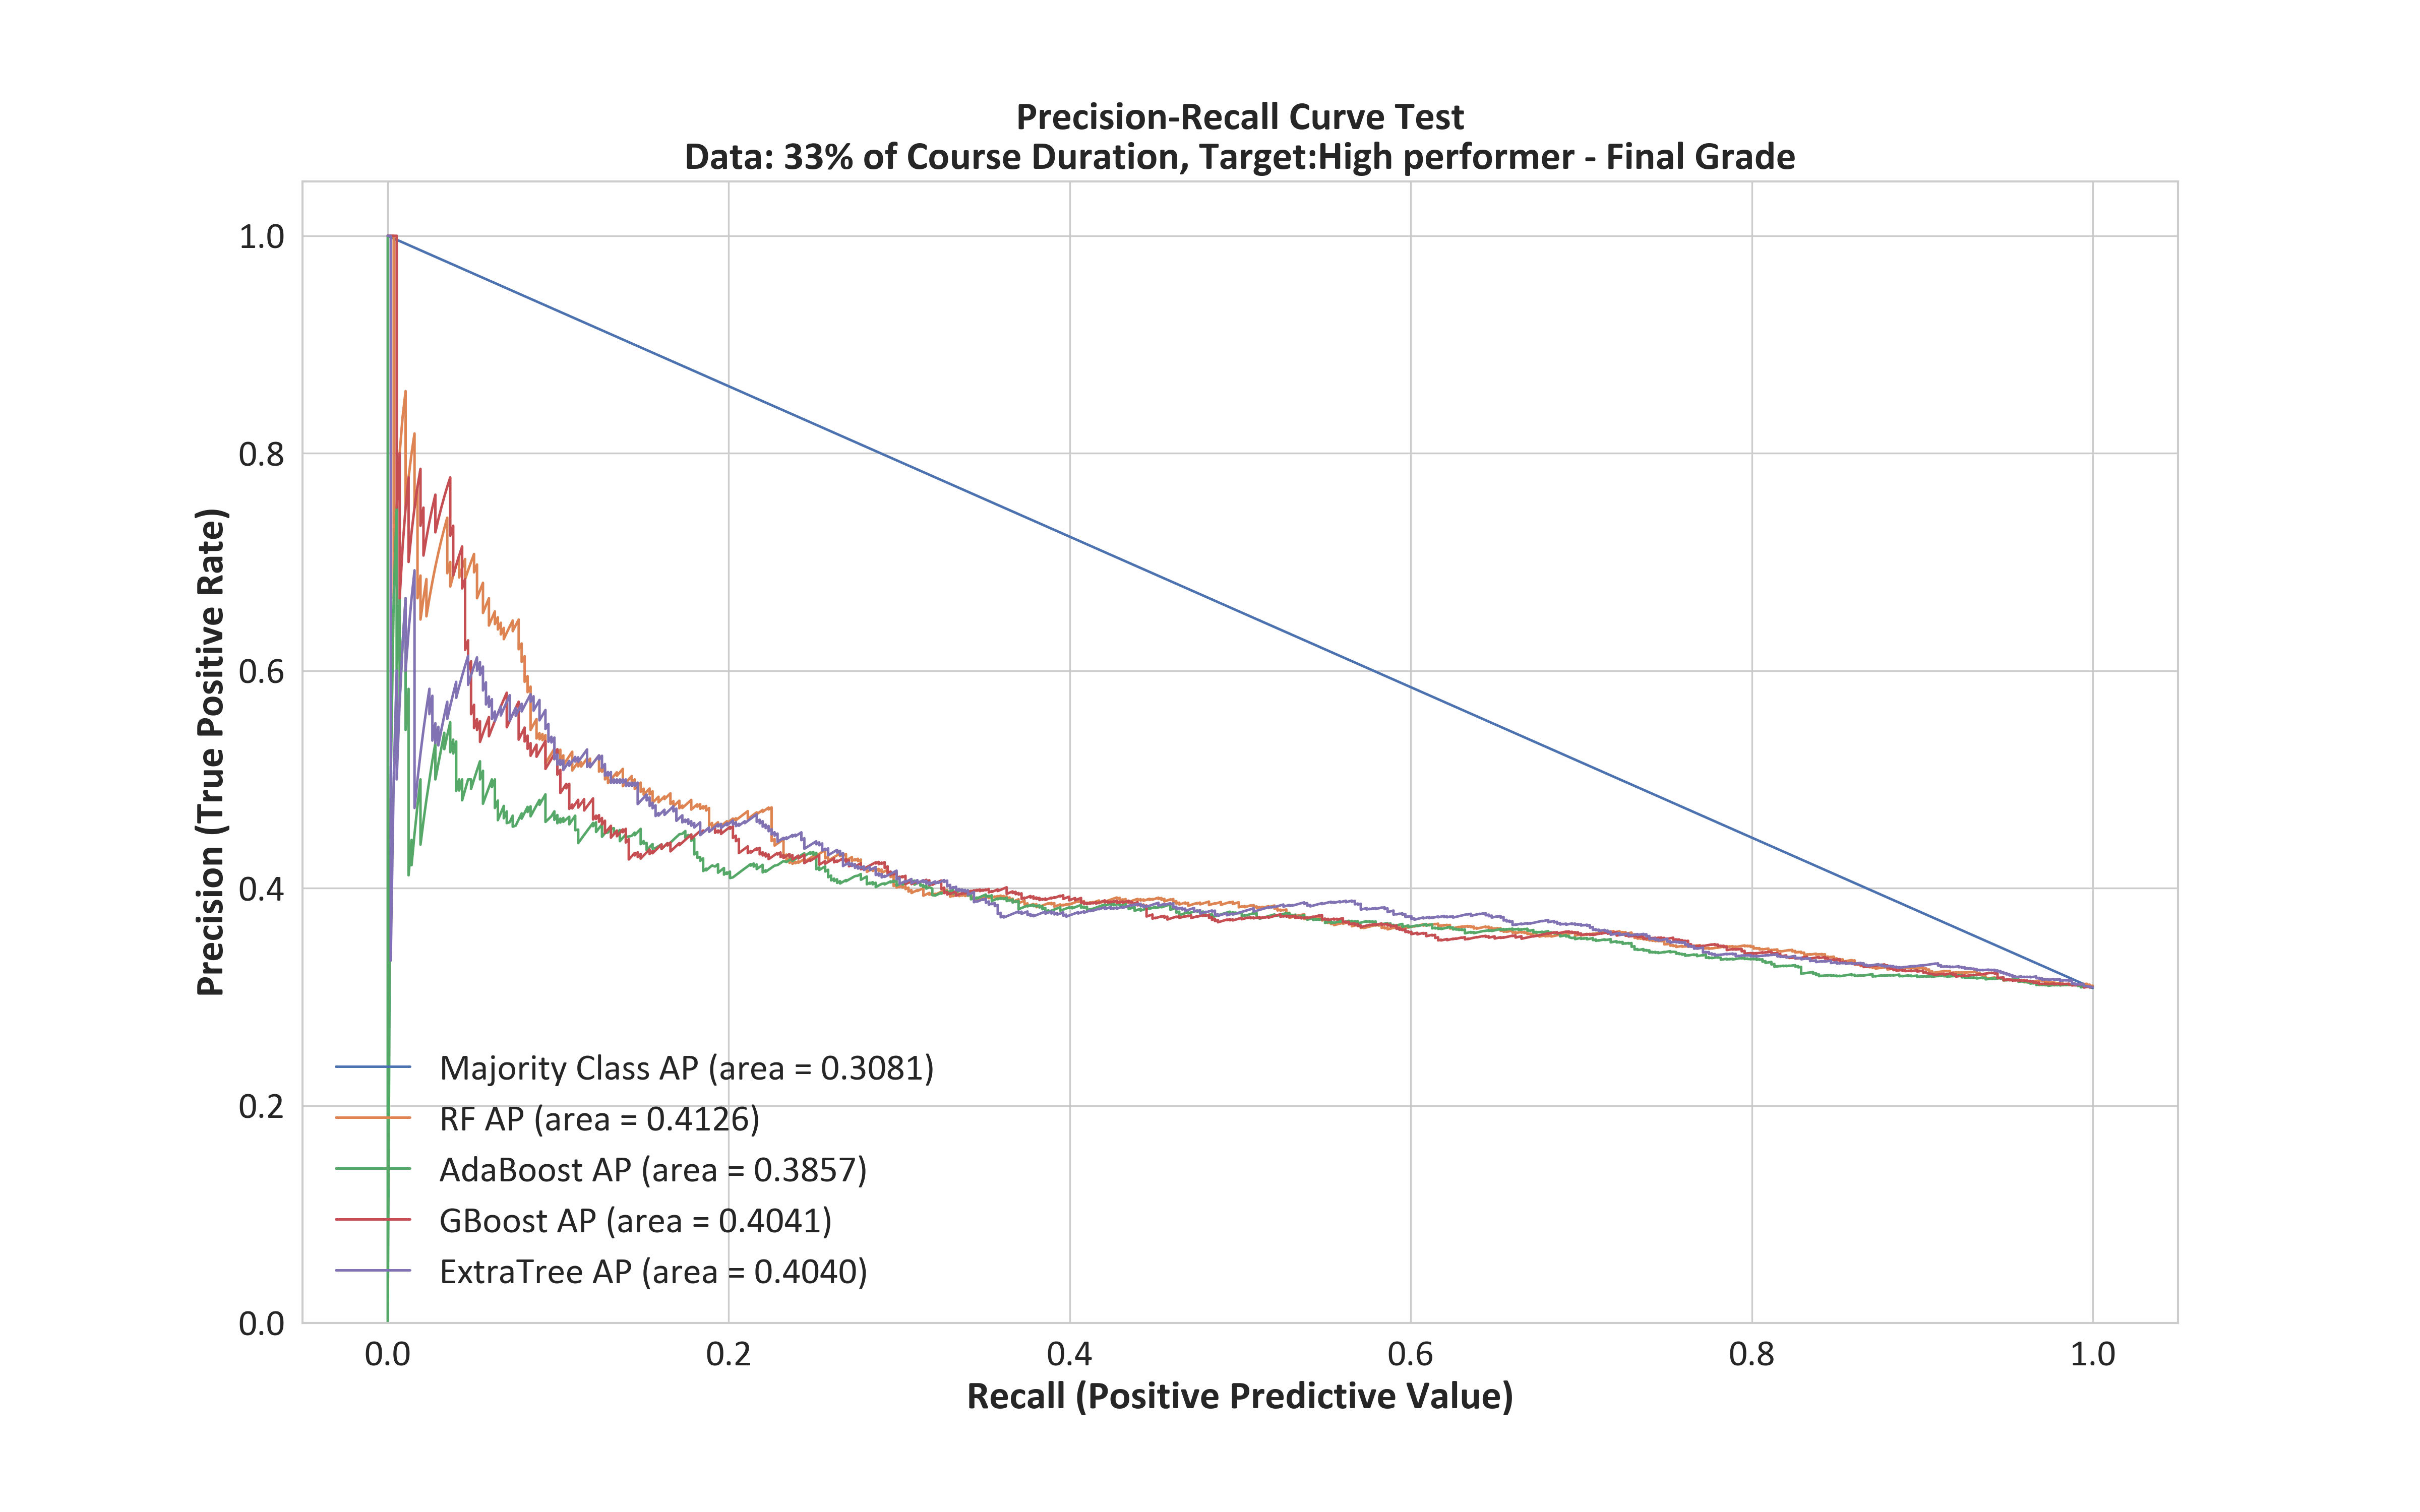 Precision-Recall Curve Test
Data: 33% of Course Duration, Target:High performer - Final Grade
Precision (True Positive Rate)
1.0
0.8
0.6
0.4
0.2
0.0
Majority Class AP (area = 0.3081)
RF AP (area = 0.4126)
AdaBoost AP (area = 0.3857)
GBoost AP (area = 0.4041)
ExtraTree AP (area = 0.4040)
0.0 0.2 0.4 0.6 0.8 1.0
Recall (Positive Predictive Value)